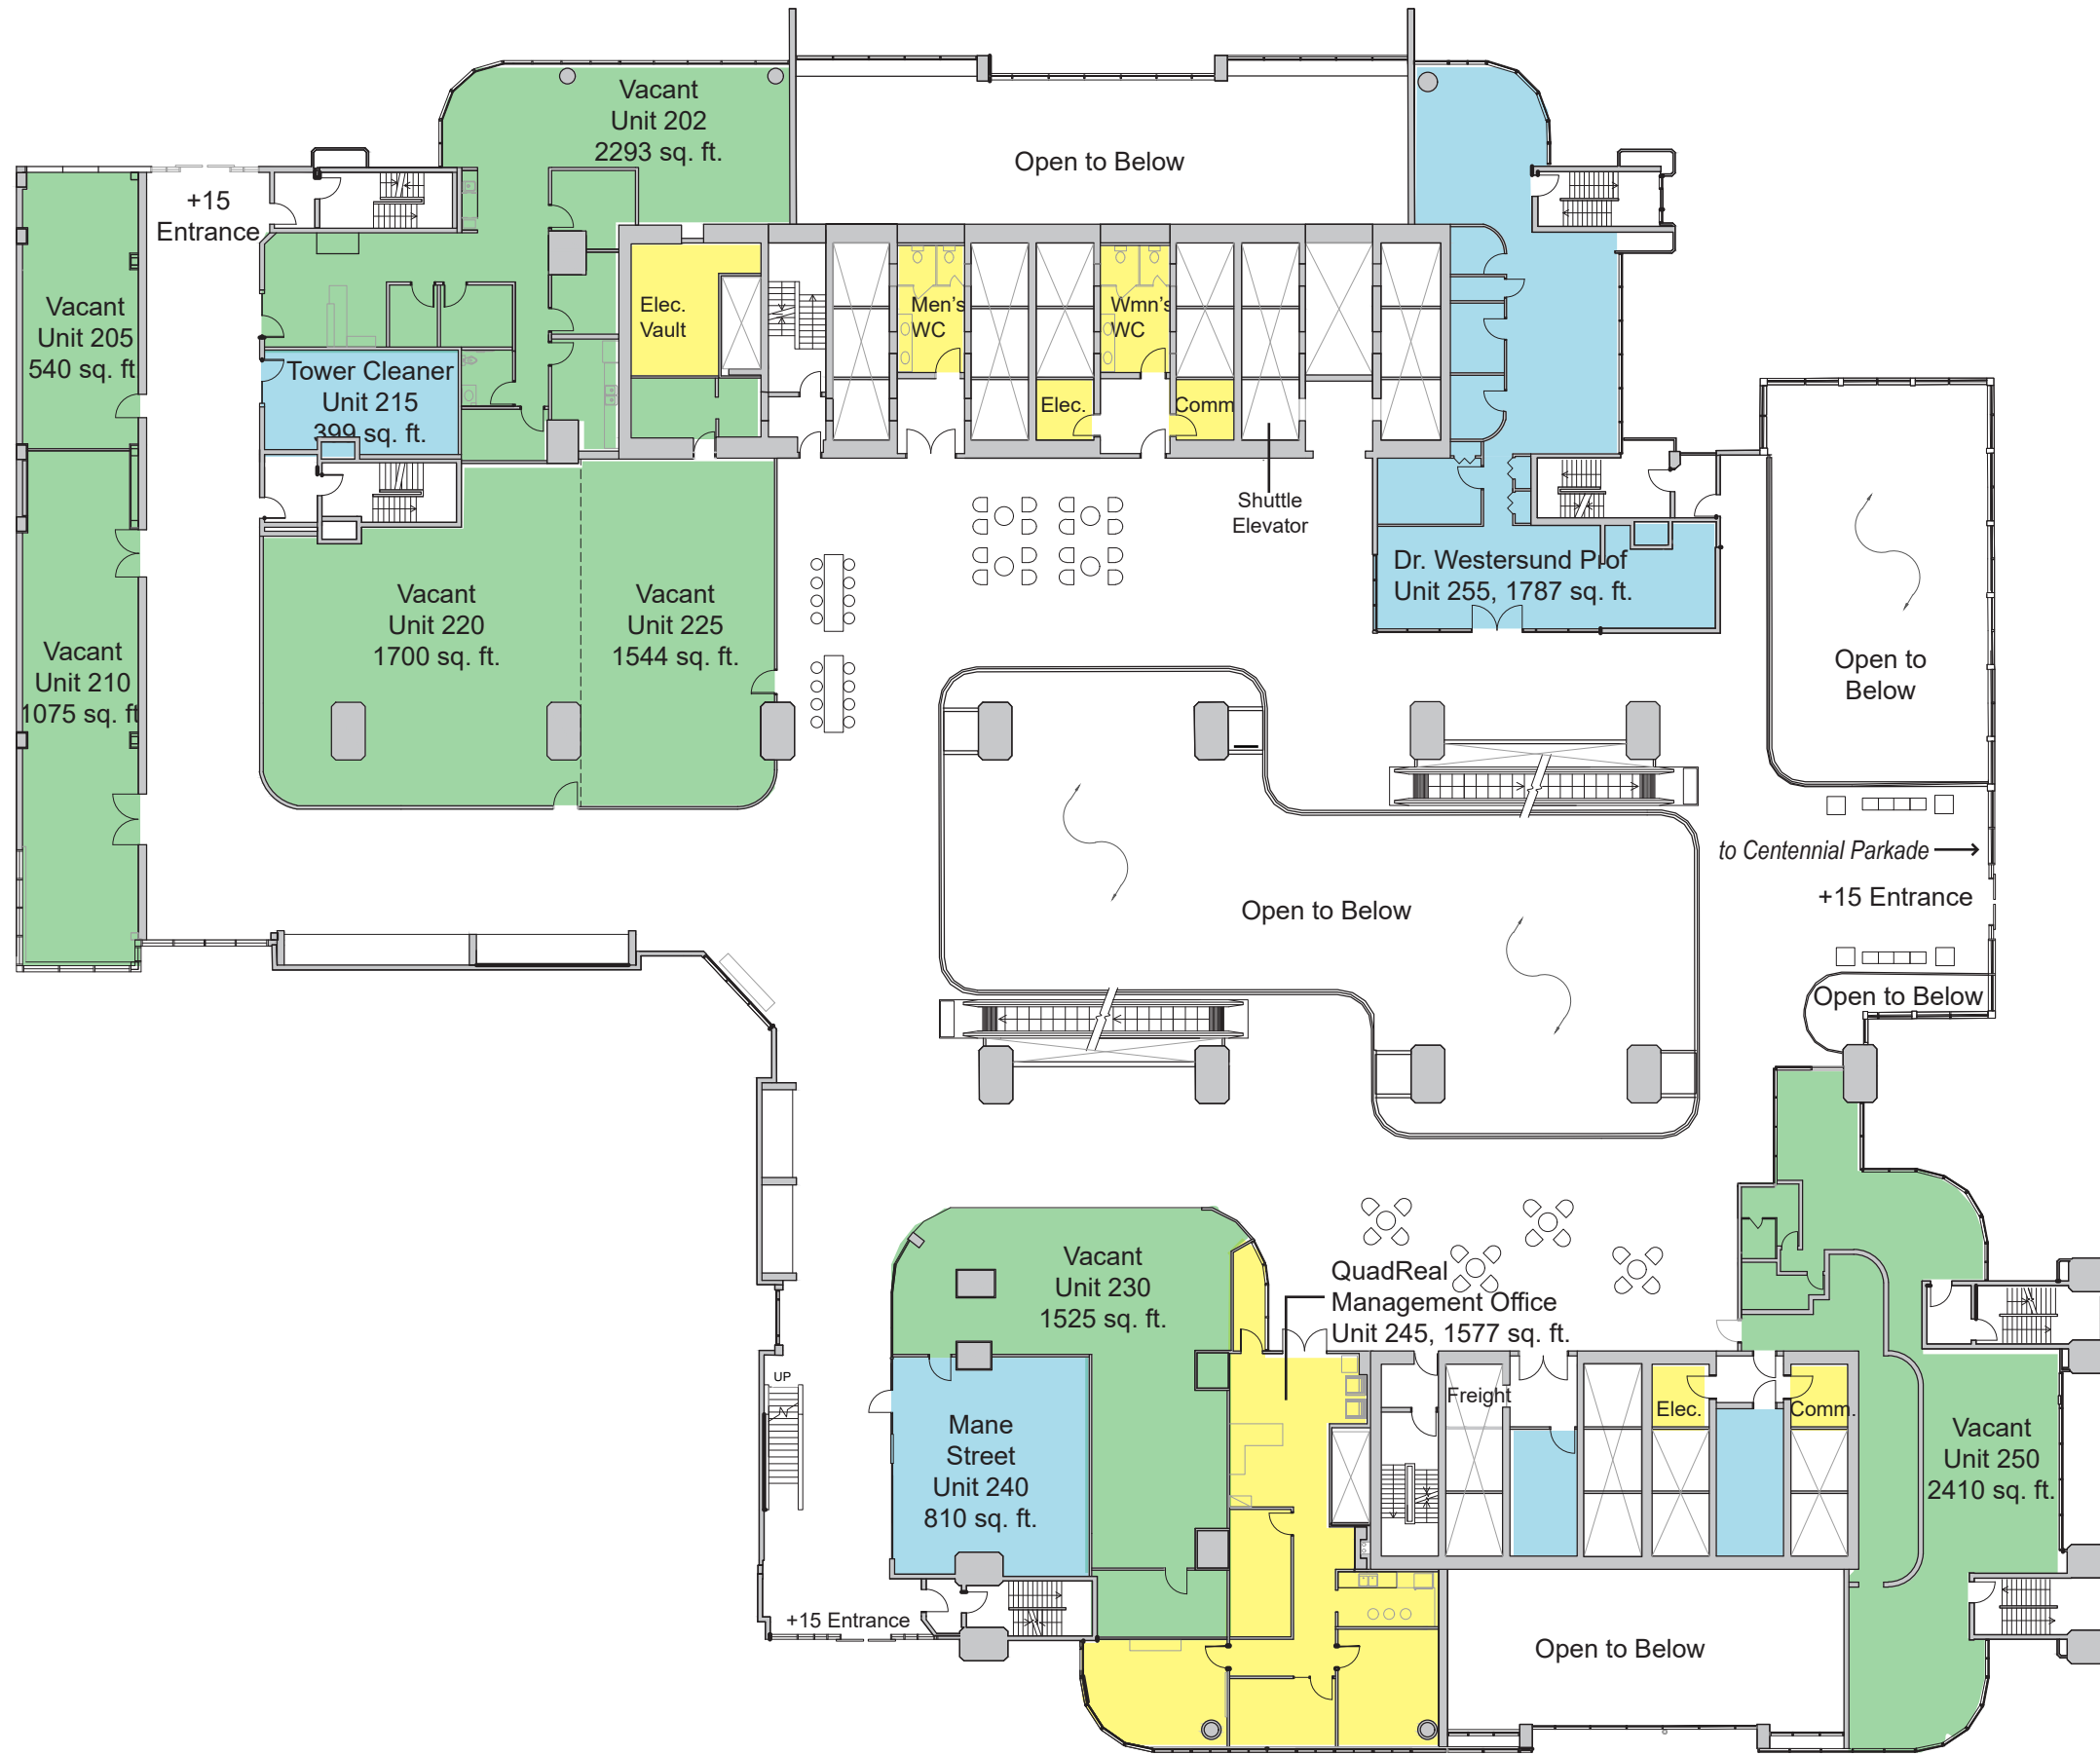 Vacant
Unit 202
2293 sq. ft.
Open to Below
+15
Entrance
Vacant
Unit 205
540 sq. ft
Elec.
Vault
Men's
WC
Wmn's
WC
Tower Cleaner
Unit 215
399 sq. ft.
Elec.
Comm
Shuttle
Elevator
Dr. Westersund Prof
Unit 255, 1787 sq. ft.
Vacant
Unit 220
1700 sq. ft.
Vacant
Unit 225
1544 sq. ft.
Vacant
Unit 210
1075 sq. ft
Open to
Below
to Centennial Parkade
+15 Entrance
Open to Below
Open to Below
Vacant
Unit 230
1525 sq. ft.
QuadReal
Management Office
Unit 245, 1577 sq. ft.
UP
Freight
Elec.
Comm.
Mane
Street
Unit 240
810 sq. ft.
Vacant
Unit 250
2410 sq. ft.
+15 Entrance
Open to Below